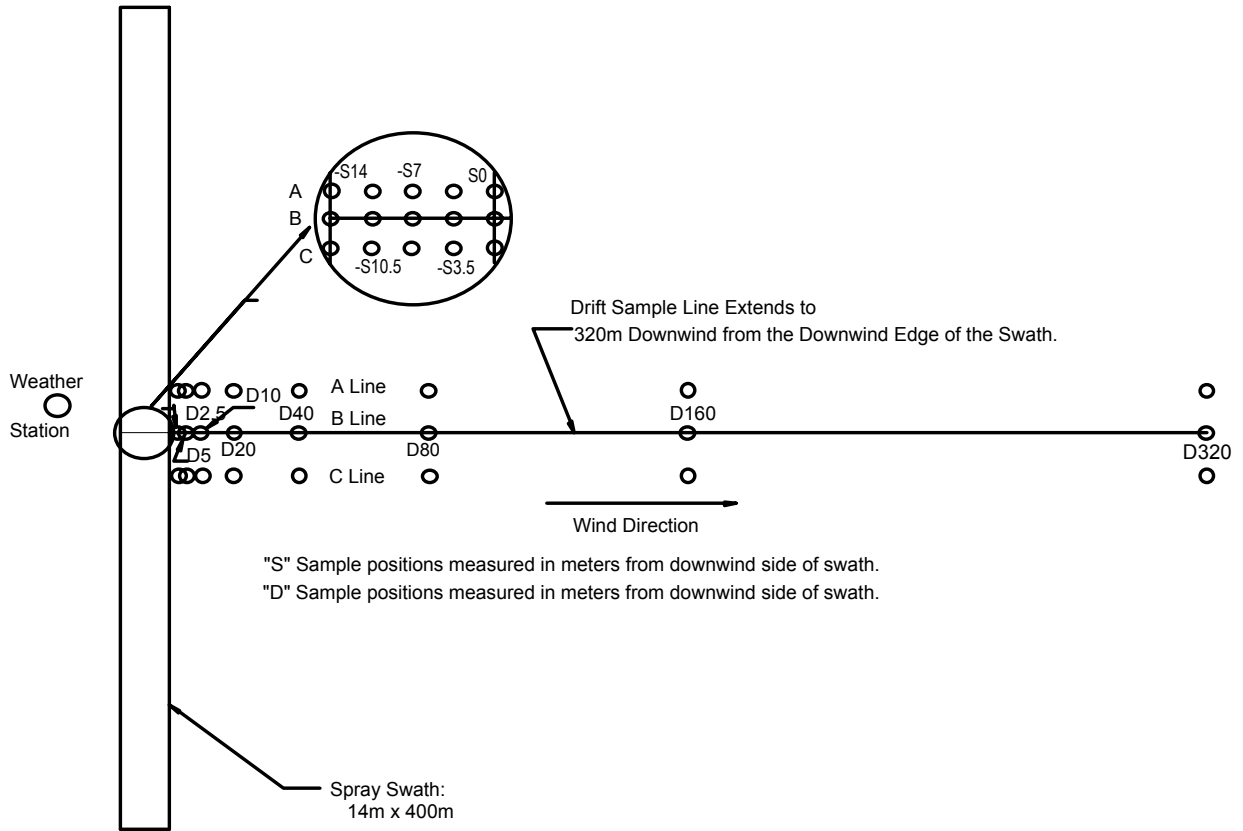 -S14
-S7
S0
A
B
C
-S10.5
-S3.5
Drift Sample Line Extends to
320m Downwind from the Downwind Edge of the Swath.
Weather
Station
A Line
D10
D2.5
D40
B Line
D160
D5
D20
D80
D320
C Line
Wind Direction
"S" Sample positions measured in meters from downwind side of swath.
"D" Sample positions measured in meters from downwind side of swath.
Spray Swath:
14m x 400m